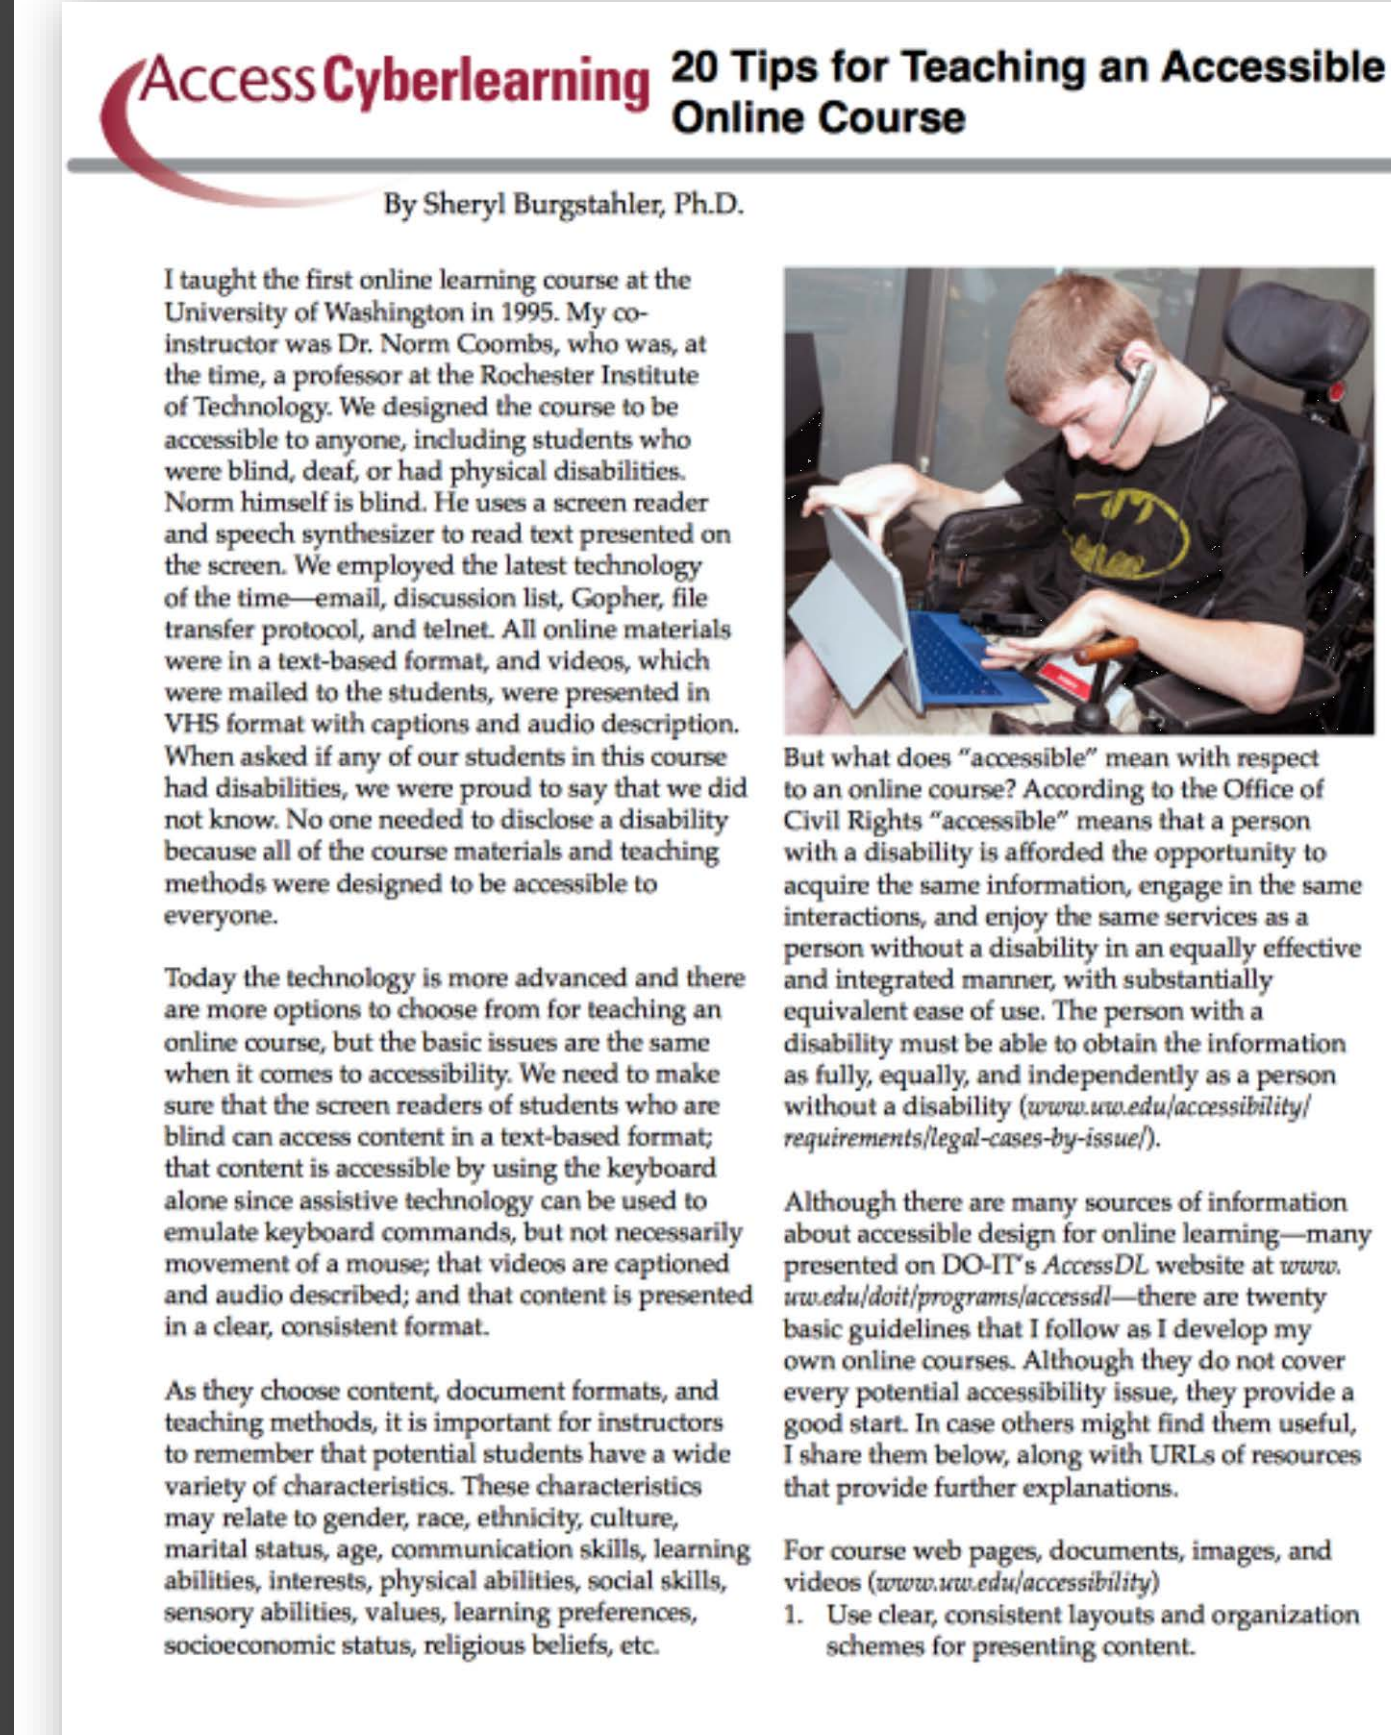 AccessCyberlearning
20 Tips for Teaching an Accessible
Online Course
By Sheryl Burgstahler, Ph.D.
I taught the first online learning course at the
University of Washington in 1995. My co-
instructor was Dr. Norm Coombs, who was, at
the time, a professor at the Rochester Institute
of Technology. We designed the course to be
accessible to anyone, including students who
were blind, deaf, or had physical disabilities.
Norm himself is blind. He uses a screen reader
and speech synthesizer to read text presented on
the screen. We employed the latest technology
of the time—email, discussion list, Gopher, file
transfer protocol, and telnet. All online materials
were in a text-based format, and videos, which
were mailed to the students, were presented in
VHS format with captions and audio description.
When asked if any of our students in this course
had disabilities, we were proud to say that we did
not know. No one needed to disclose a disability
because all of the course materials and teaching
methods were designed to be accessible to
everyone.
Today the technology is more advanced and there
are more options to choose from for teaching an
online course, but the basic issues are the same
when it comes to accessibility. We need to make
sure that the screen readers of students who are
blind can access content in a text-based format;
that content is accessible by using the keyboard
alone since assistive technology can be used to
emulate keyboard commands, but not necessarily
movement of a mouse; that videos are captioned
and audio described; and that content is presented
in a clear, consistent format.
As they choose content, document formats, and
teaching methods, it is important for instructors
to remember that potential students have a wide
variety of characteristics. These characteristics
may relate to gender, race, ethnicity, culture,
marital status, age, communication skills, learning
abilities, interests, physical abilities, social skills,
sensory abilities, values, learning preferences,
socioeconomic status, religious beliefs, etc.
But what does “accessible” mean with respect
to an online course? According to the Office of
Civil Rights “accessible” means that a person
with a disability is afforded the opportunity to
acquire the same information, engage in the same
interactions, and enjoy the same services as a
person without a disability in an equally effective
and integrated manner, with substantially
equivalent ease of use. The person with a
disability must be able to obtain the information
as fully, equally, and independently as a person
without a disability (www.uw.edu/accessibility/
requirements/legal-cases-by-issue/).
Although there are many sources of information
about accessible design for online learning—many
presented on DO-IT's AccessDL website at www.
uw.edu/doit/programs/accessdl—there are twenty
basic guidelines that I follow as I develop my
own online courses. Although they do not cover
every potential accessibility issue, they provide a
good start. In case others might find them useful,
I share them below, along with URLs of resources
that provide further explanations.
For course web pages, documents, images, and
videos (www.uw.edu/accessibility)
1. Use clear, consistent layouts and organization
schemes for presenting content.